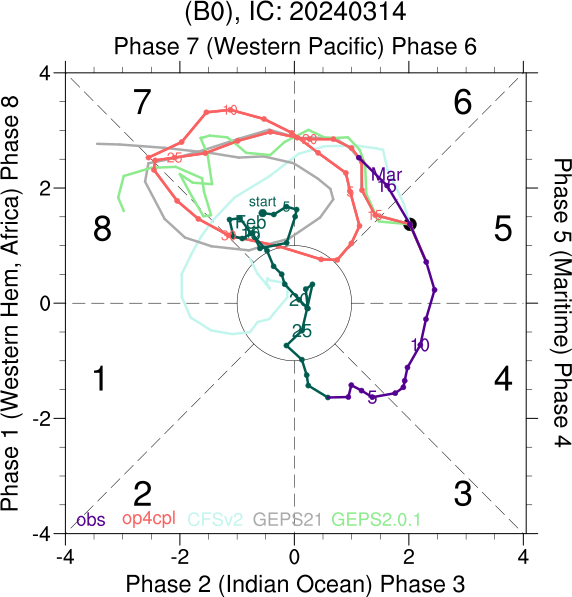 (B0), IC: 20240314
Phase 7 (Western Pacific) Phase 6
4
2
0
-2
-4
-4
-2
0
2
4
Phase 1 (Western Hem, Africa) Phase 8
Phase 5 (Maritime) Phase 4
Phase 2 (Indian Ocean) Phase 3
7
6
8
5
1
4
2
3
10
20
25
Mar
15
5
15
start
5
Feb
20
25
10
5
obs
op4cpl
CFSv2
GEPS21
GEPS2.0.1